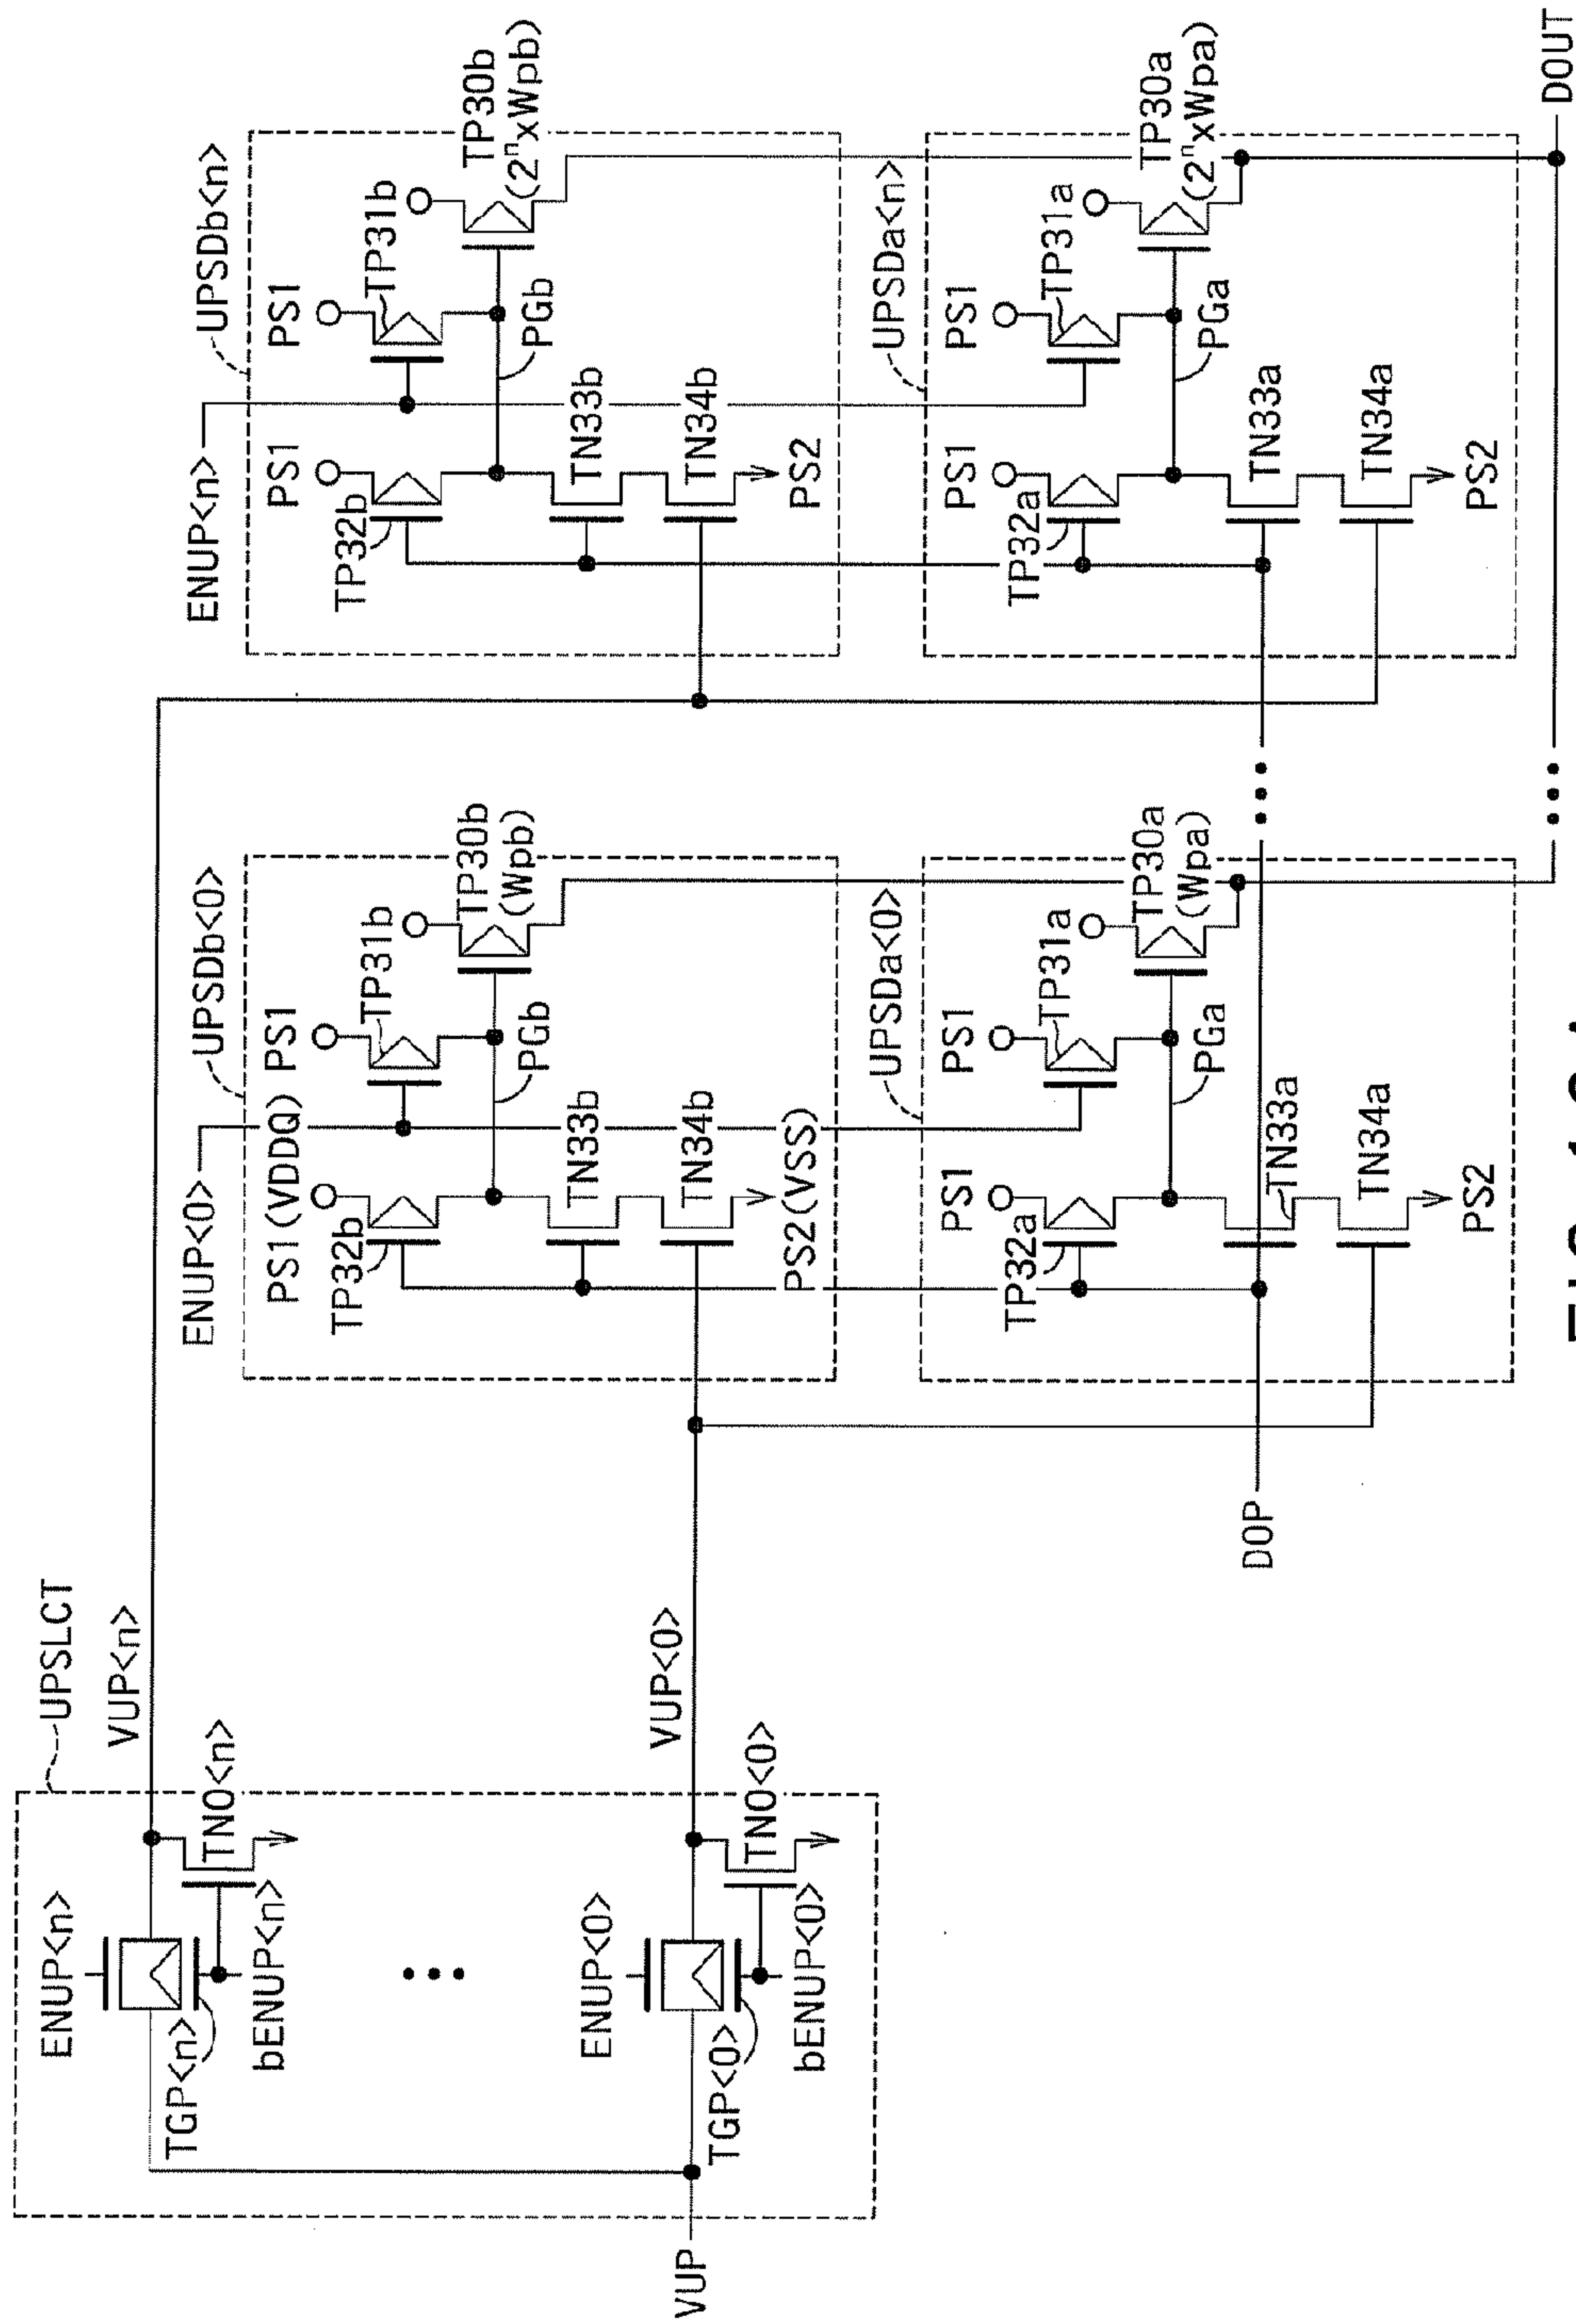 UPSLCT
ENUP<n>
TGP<n>
bENUP<n>
TNO<n>
VUP<n>
ENUP<0>
TGP<0>
bENUP<0>
TNO<0>
VUP<0>
VUP
DOP
ENUP<0>
UPSDb<0>
PS1(VDDQ)
PS1
TP32b
TP31b
TP30b
(Wpb)
PGb
TN33b
TN34b
PS2(VSS)
UPSDa<0>
PS1
PS1
TP32a
TP31a
TP30a
(Wpa)
PGa
TN33a
TN34a
PS2
ENUP<n>
UPSDb<n>
PS1
PS1
TP32b
TP31b
TP30b
(2ⁿxWpb)
PGb
TN33b
TN34b
PS2
UPSDa<n>
PS1
PS1
TP32a
TP31a
TP30a
(2ⁿxWpa)
PGa
TN33a
TN34a
PS2
DOUT